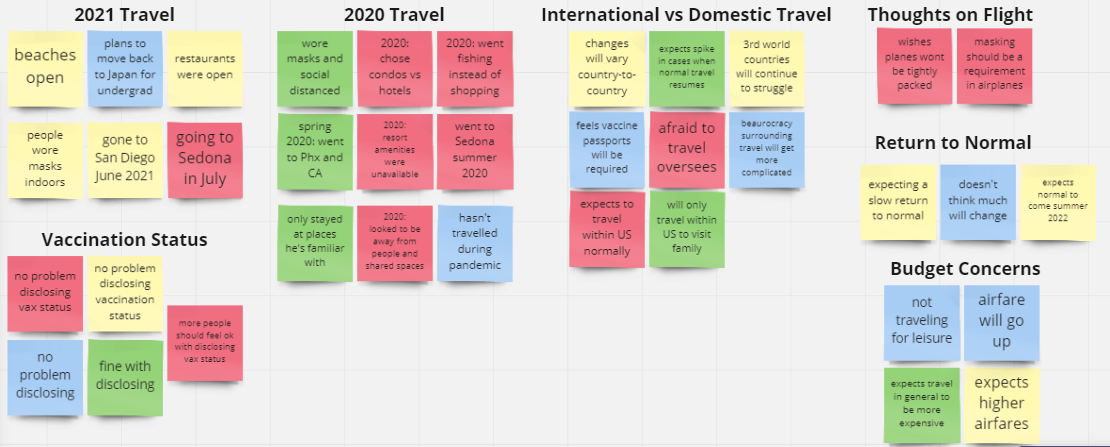 2021 Travel
beaches
open
plans to
move back
to Japan for
undergrad
restaurants
were open
people
wore
masks
indoors
gone to
San Diego
June 2021
going to
Sedona
in July
Vaccination Status
no problem
disclosing
vax status
no problem
disclosing
vaccination
status
more people
should feel ok
with disclosing
vax status
no
problem
disclosing
fine with
disclosing
2020 Travel
wore
masks and
social
distanced
2020:
chose
condos vs
hotels
2020: went
fishing
instead of
shopping
spring
2020: went
to Phx and
CA
2020:
resort
amenities
were
unavailable
went to
Sedona
summer
2020
only stayed
at places
he's familiar
with
2020:
looked to be
away from
people and
shared spaces
hasn't
travelled
during
pandemic
International vs Domestic Travel
changes
will vary
country-to-
country
expects spike
in cases when
normal travel
resumes
3rd world
countries
will continue
to struggle
feels vaccine
passports
will be
required
afraid to
travel
oversees
beaurocracy
surrounding
travel will get
more
complicated
expects to
travel
within US
normally
will only
travel within
US to visit
family
Thoughts on Flight
wishes
planes wont
be tightly
packed
masking
should be a
requirement
in airplanes
Return to Normal
expecting a
slow return
to normal
doesn't
think much
will change
expects
normal to
come summer
2022
Budget Concerns
not
traveling
for leisure
airfare
will go
up
expects travel
in general to
be more
expensive
expects
higher
airfares